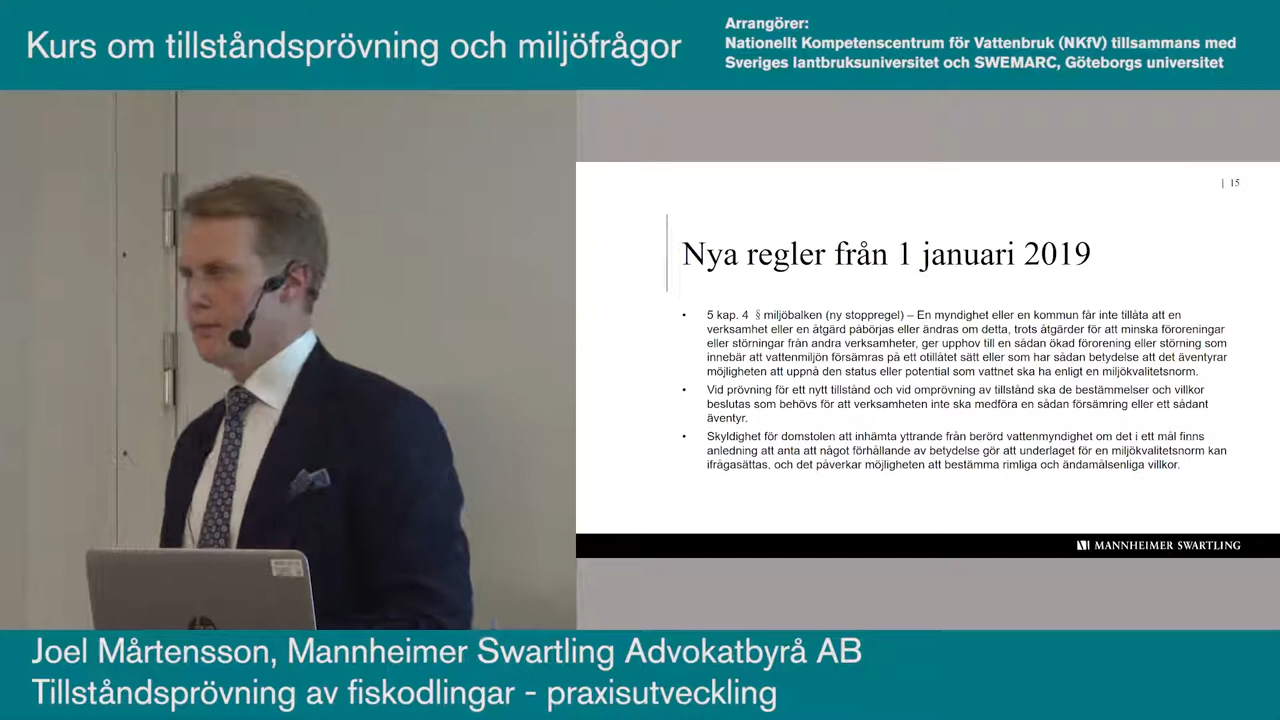 Kurs om tillståndsprövning och miljöfrågor
Arrangörer:
Nationellt Kompetenscentrum för Vattenbruk (NKfV) tillsammans med
Sveriges lantbruksuniversitet och SWEMARC, Göteborgs universitet
| 15
Nya regler från 1 januari 2019
• 5 kap. 4 § miljöbalken (ny stoppregel) – En myndighet eller en kommun får inte tillåta att en
verksamhet eller en åtgärd påbörjas eller ändras om detta, trots åtgärder för att minska föroreningar
eller störningar från andra verksamheter, ger upphov till en sådan ökad förorening eller störning som
innebär att vattenmiljön försämras på ett otillåtet sätt eller som har sådan betydelse att det äventyrar
möjligheten att uppnå den status eller potential som vattnet ska ha enligt en miljökvalitetsnorm.
• Vid prövning för ett nytt tillstånd och vid omprövning av tillstånd ska de bestämmelser och villkor
beslutas som behövs för att verksamheten inte ska medföra en sådan försämring eller ett sådant
äventyr.
• Skyldighet för domstolen att inhämta yttrande från berörd vattenmyndighet om det i ett mål finns
anledning att anta att något förhållande av betydelse gör att underlaget för en miljökvalitetsnorm kan
ifrågasättas, och det påverkar möjligheten att bestämma rimliga och ändamålsenliga villkor.
MANNHEIMER SWARTLING
hp
Joel Mårtensson, Mannheimer Swartling Advokatbyrå AB
Tillståndsprövning av fiskodlingar - praxisutveckling